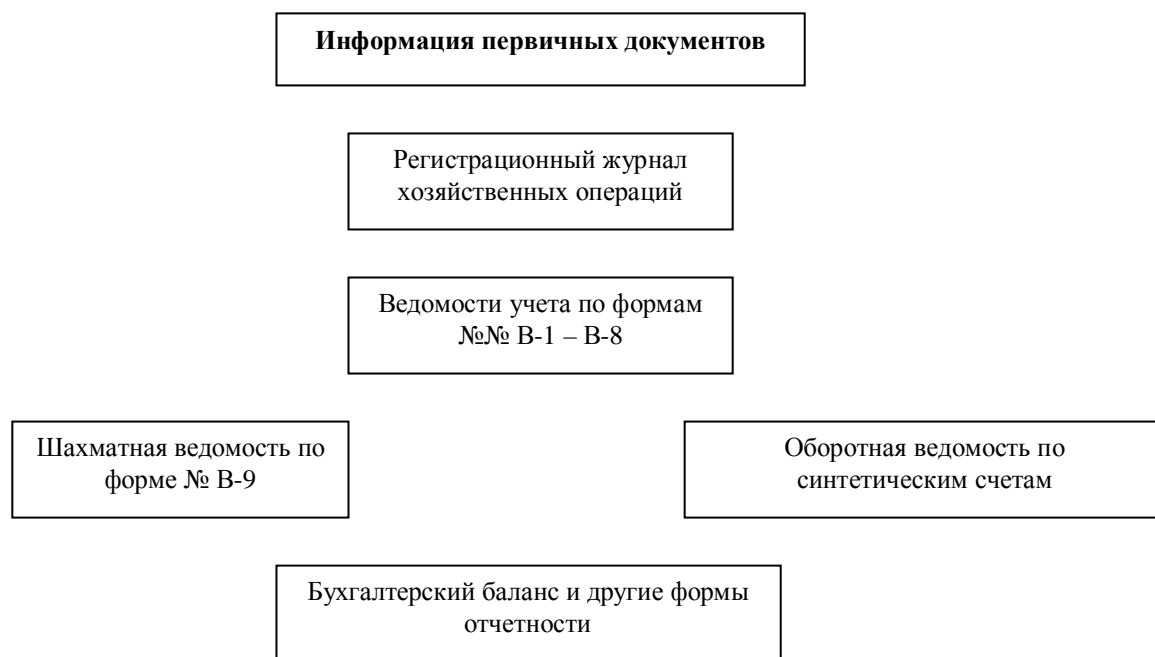 Информация первичных документов
Регистрационный журнал
хозяйственных операций
Ведомости учета по формам
№№ В-1 – В-8
Шахматная ведомость по
форме № В-9
Оборотная ведомость по
синтетическим счетам
Бухгалтерский баланс и другие формы
отчетности